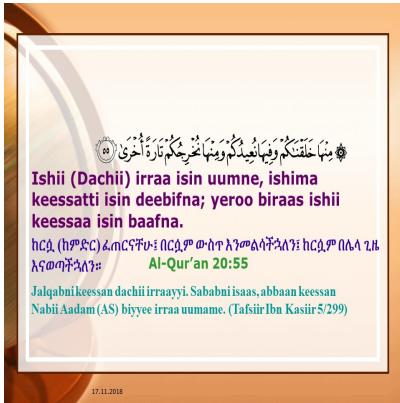 ۞ مِنْهَا خَلَقْنَٰكُمْ وَفِيهَا نُعِيدُكُمْ وَمِنْهَا نُخْرِجُكُمْ تَارَةً أُخْرَىٰ ٥٥
Ishii (Dachii) irraa isin uumne, ishima
keessatti isin deebifna; yeroo biraas ishii
keessaa isin baafna.
ከርሷ (ከምድር) ፈጠርናችሁ፤ በርሷም ውስጥ እንመልሳችኋለን፤ ከርሷም በሌላ ጊዜ
እናወጣችኋለን።
Al-Qur'an 20:55
Jalqabni keessan dachii irraayyi. Sababni isaas, abbaan keessan
Nabii Aadam (AS) biyyee irraa uumame. (Tafsiir Ibn Kasiir 5/299)
17.11.2018